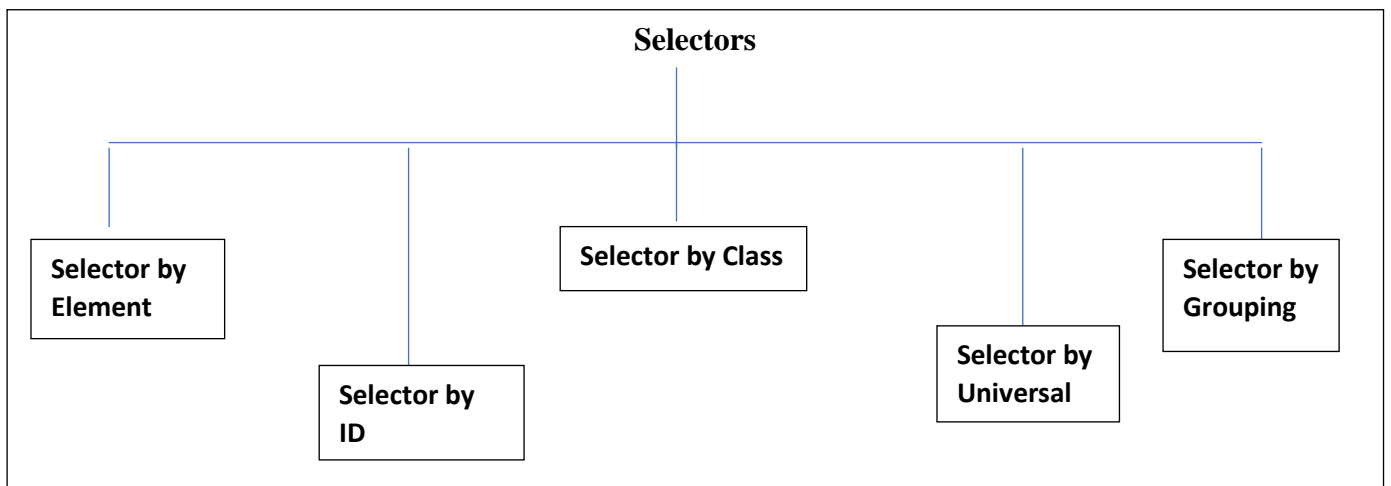 Selectors
Selector by
Element
Selector by
ID
Selector by Class
Selector by
Universal
Selector by
Grouping